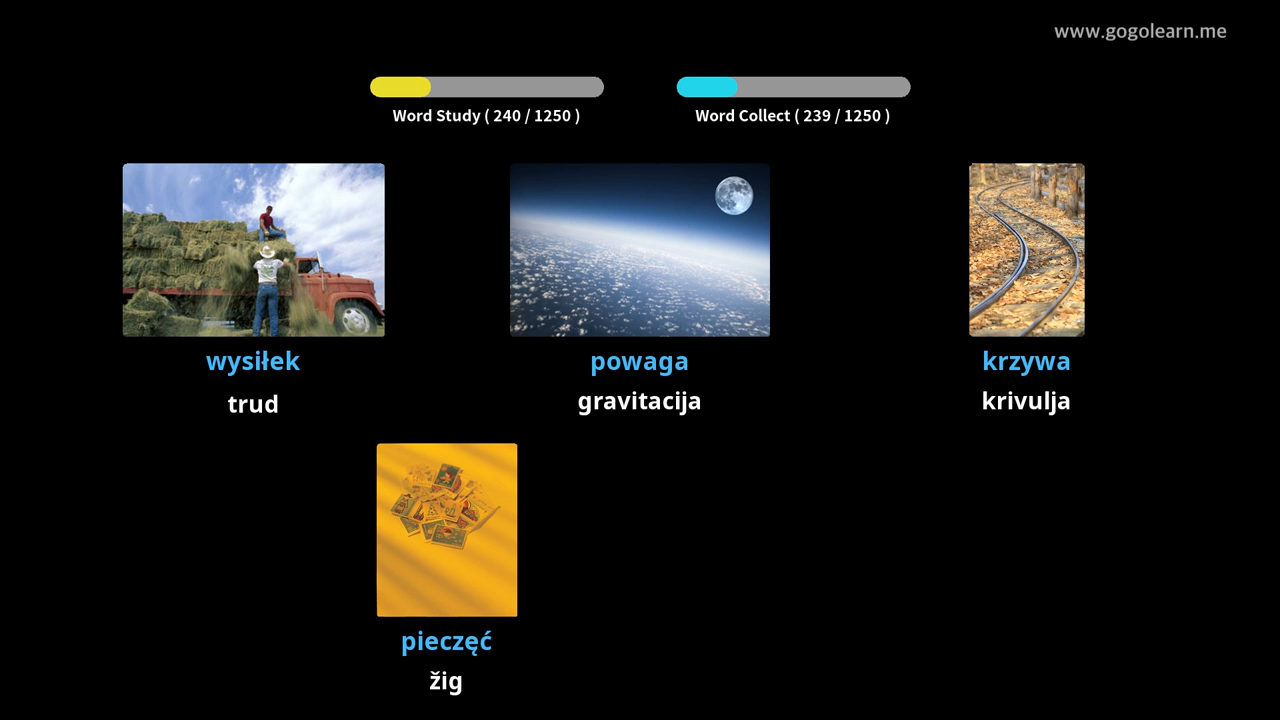 www.gogolearn.me
Word Study ( 240 / 1250 )
Word Collect ( 239 / 1250 )
wysiłek
trud
powaga
gravitacija
krzywa
krivulja
pieczęć
žig